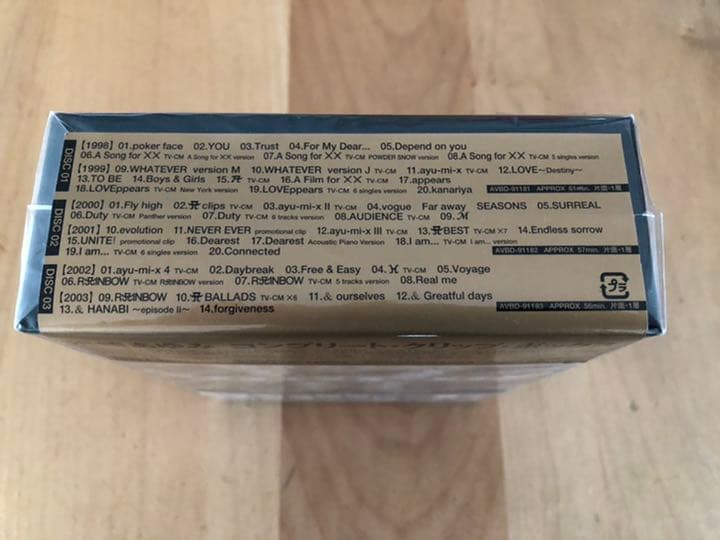 DISC 01
【1998】 01.poker face 02.YOU 03.Trust 04.For My Dear... 05.Depend on you
06.A Song for ×× TV-CM A Song for ×× version 07.A Song for ×× TV-CM POWDER SNOW version 08.A Song for ×× TV-CM 5 singles version
【1999】 09.WHATEVER version M 10.WHATEVER version J TV-CM 11.ayu-mi-x TV-CM 12.LOVE～Destiny～
13.TO BE 14.Boys & Girls 15. TV-CM 16.A Film for ×× TV-CM 17.appears
18.LOVEppears TV-CM New York version 19.LOVEppears TV-CM 6 singles version 20.kanariya AVBD-91181 APPROX 61min. 片面・1層
DISC 02
【2000】 01.Fly high 02. clips TV-CM 03.ayu-mi-x II TV-CM 04.vogue Far away SEASONS 05.SURREAL
06.Duty TV-CM Panther version 07.Duty TV-CM 6 tracks version 08.AUDIENCE TV-CM 09.M
【2001】 10.evolution 11.NEVER EVER promotional clip 12.ayu-mi-x III TV-CM 13. BEST TV-CM ×7 14.Endless sorrow
15.UNITE! promotional clip 16.Dearest 17.Dearest Acoustic Piano Version 18.I am... TV-CM I am... version
19.I am... TV-CM 6 singles version 20.Connected AVBD-91182 APPROX 57min. 片面・1層
DISC 03
【2002】 01.ayu-mi-x 4 TV-CM 02.Daybreak 03.Free & Easy 04.H TV-CM 05.Voyage
06.RAINBOW TV-CM version 07.RAINBOW TV-CM 5 tracks version 08.Real me
【2003】 09.RAINBOW 10. BALLADS TV-CM ×6 11.& ourselves 12.& Greatful days AVBD-91183 APPROX 56min. 片面・1層
13.& HANABI ～episode II～ 14.forgiveness
プラ
コンプリート・クリップ